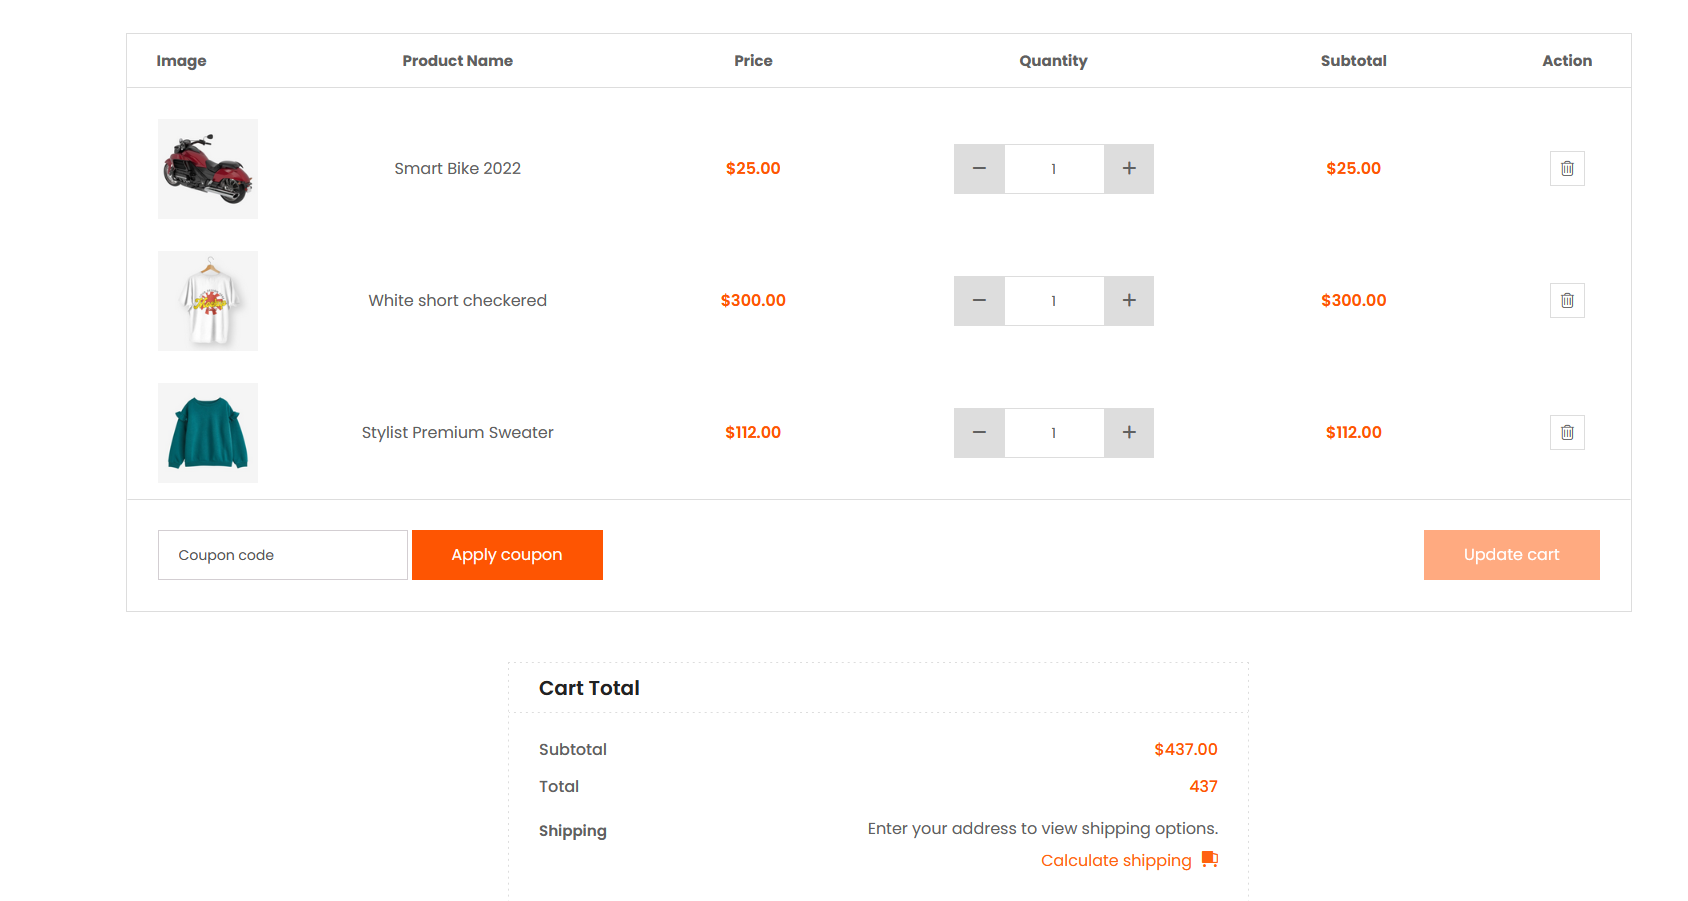 Image Product Name Price Quantity Subtotal Action
Smart Bike 2022 $25.00 − 1 + $25.00
White short checkered $300.00 − 1 + $300.00
Stylist Premium Sweater $112.00 − 1 + $112.00
Coupon code Apply coupon Update cart
Cart Total
Subtotal $437.00
Total 437
Shipping Enter your address to view shipping options.
Calculate shipping